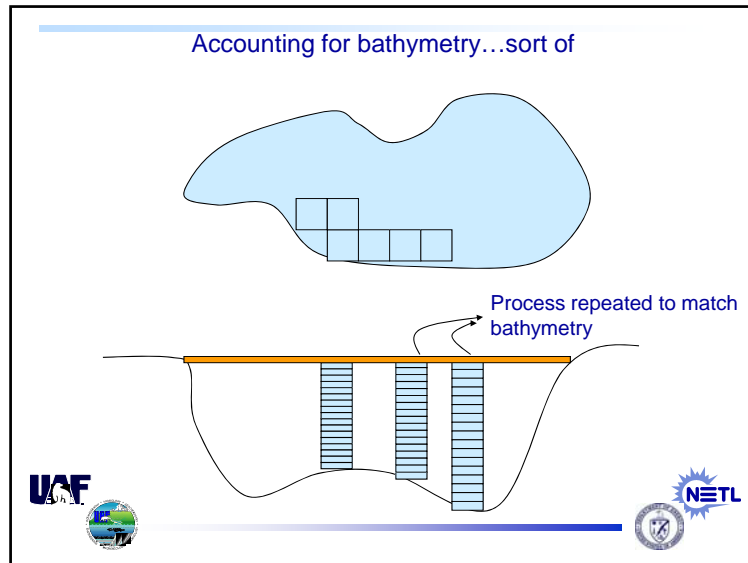 Accounting for bathymetry…sort of
Process repeated to match
bathymetry
UAF
NETL